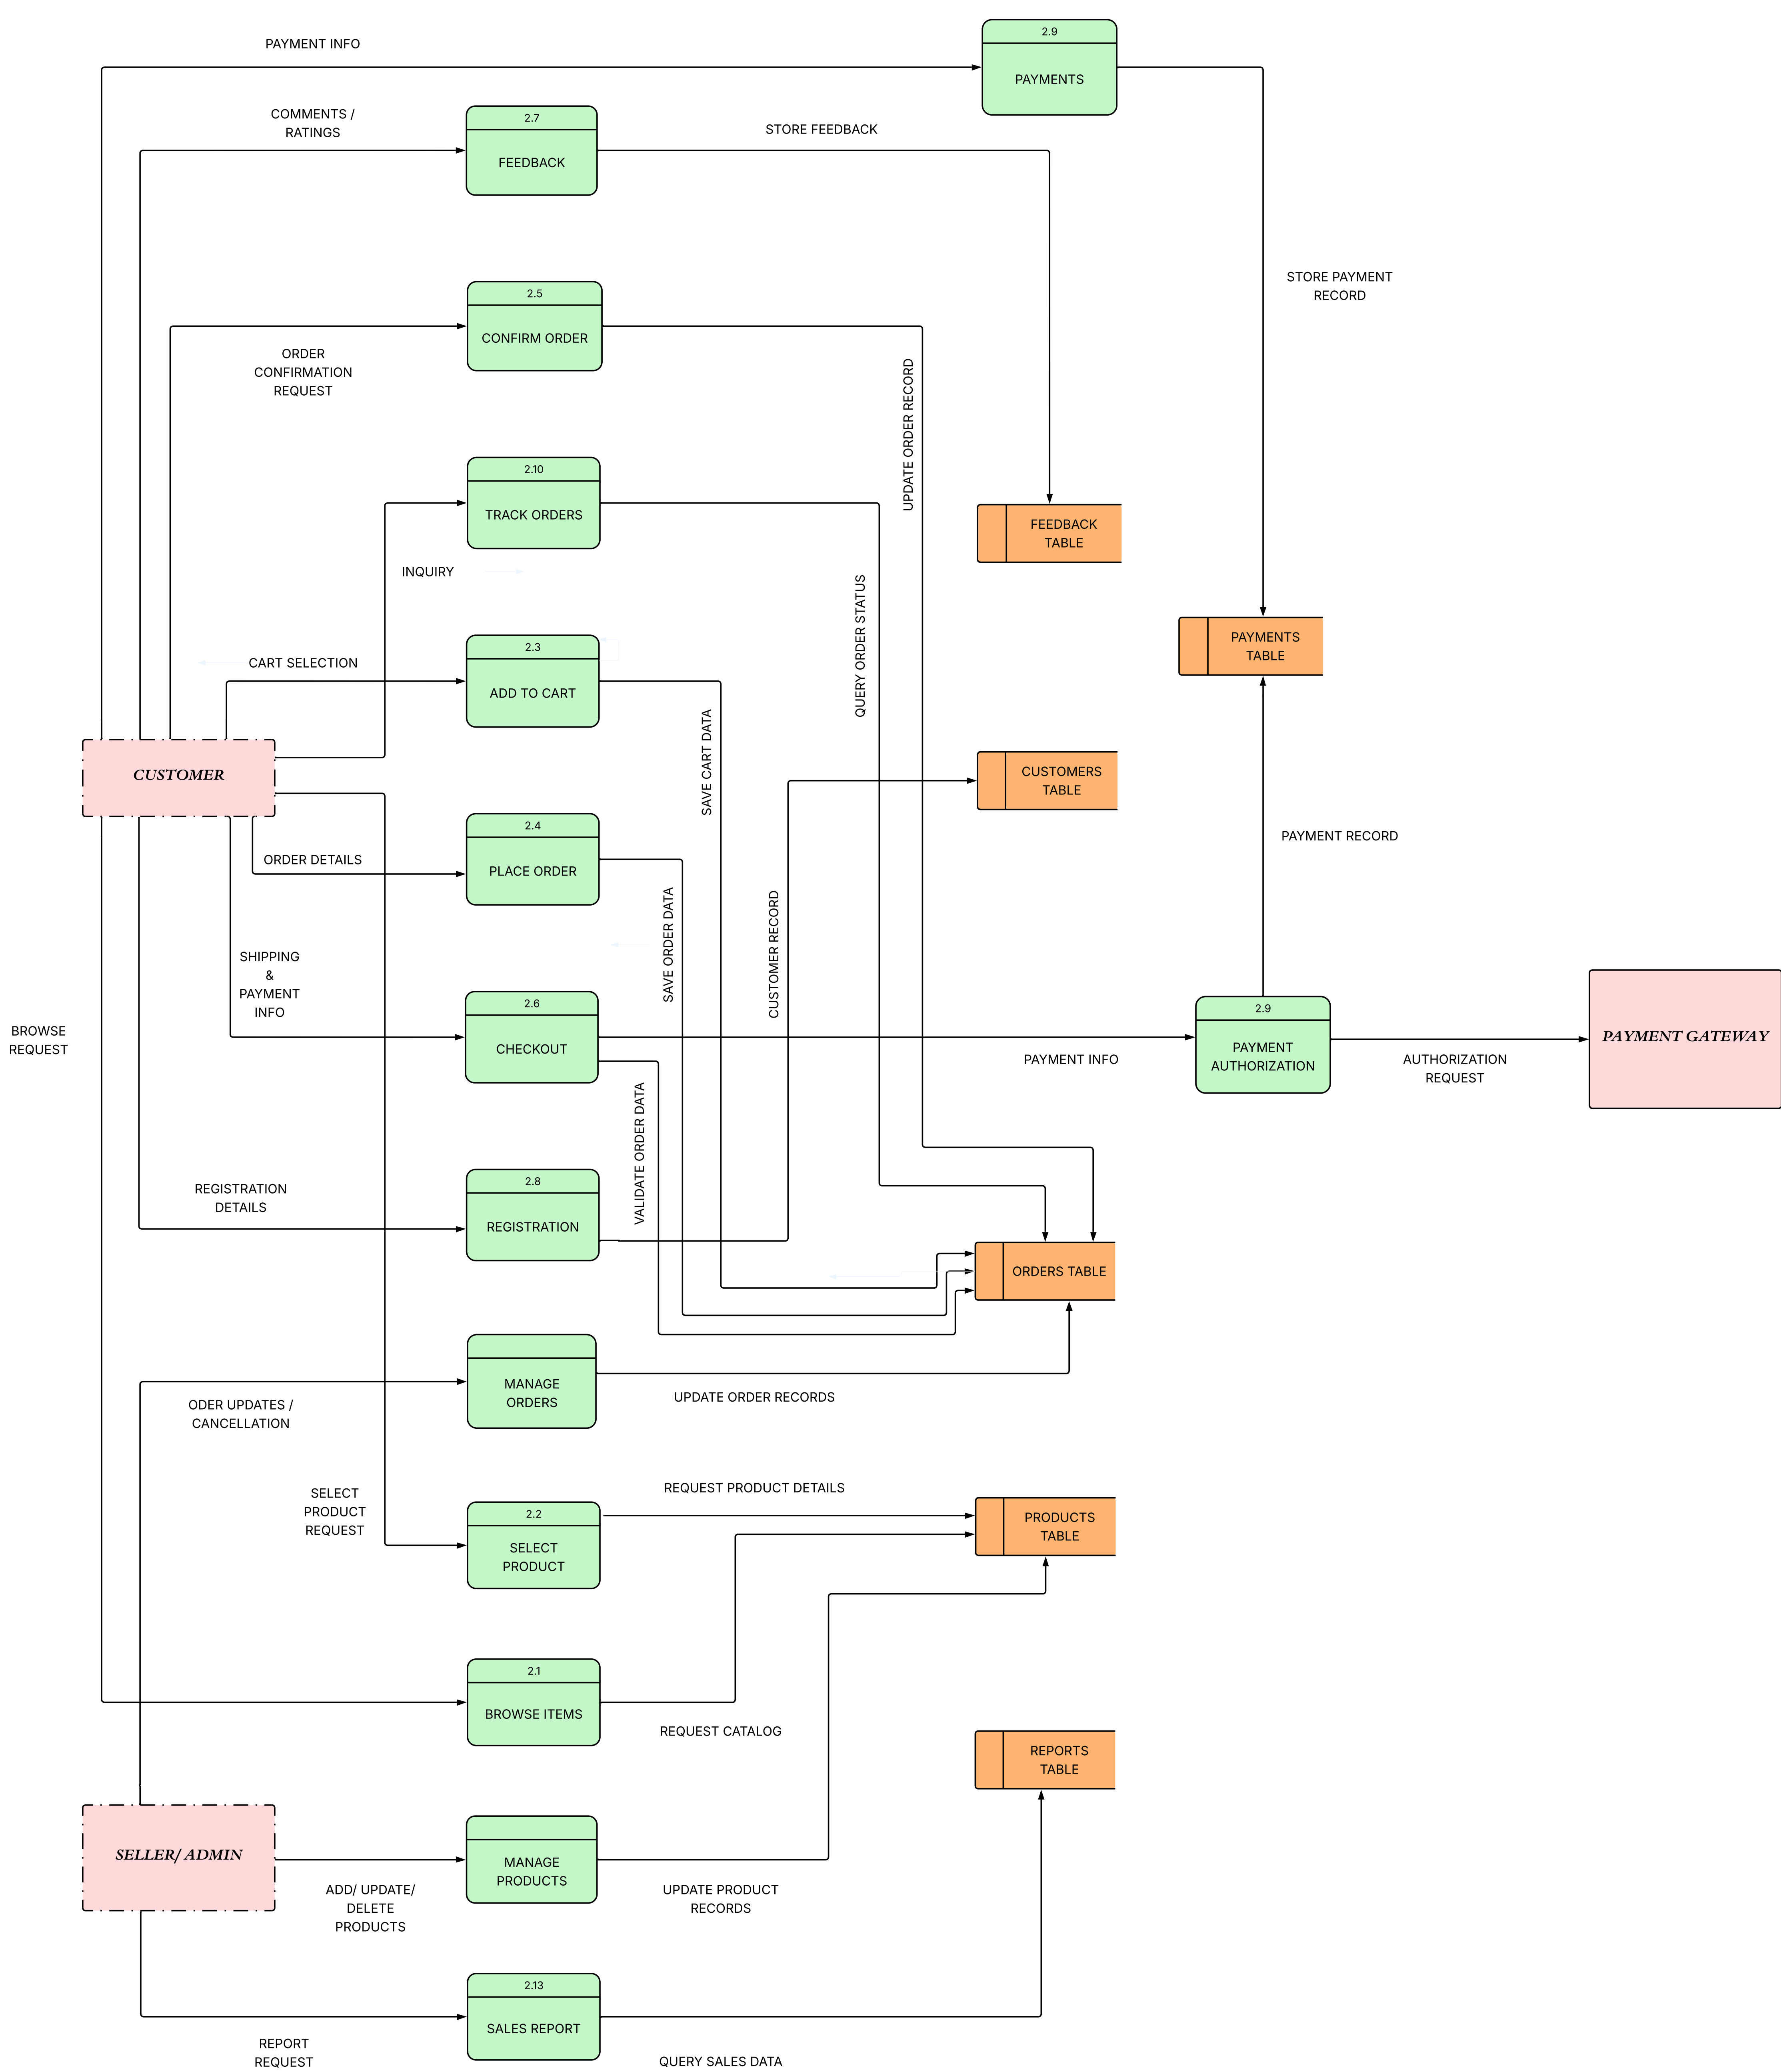 PAYMENT INFO
2.9
PAYMENTS
COMMENTS /
RATINGS
2.7
FEEDBACK
STORE FEEDBACK
STORE PAYMENT
RECORD
2.5
CONFIRM ORDER
ORDER
CONFIRMATION
REQUEST
UPDATE ORDER RECORD
2.10
TRACK ORDERS
INQUIRY
FEEDBACK
TABLE
QUERY ORDER STATUS
PAYMENTS
TABLE
2.3
ADD TO CART
CART SELECTION
SAVE CART DATA
CUSTOMER
CUSTOMERS
TABLE
PAYMENT RECORD
2.4
PLACE ORDER
ORDER DETAILS
SAVE ORDER DATA
CUSTOMER RECORD
SHIPPING
&
PAYMENT
INFO
2.6
CHECKOUT
PAYMENT INFO
2.9
PAYMENT
AUTHORIZATION
AUTHORIZATION
REQUEST
PAYMENT GATEWAY
BROWSE
REQUEST
VALIDATE ORDER DATA
REGISTRATION
DETAILS
2.8
REGISTRATION
ORDERS TABLE
MANAGE
ORDERS
ODER UPDATES /
CANCELLATION
UPDATE ORDER RECORDS
SELECT
PRODUCT
REQUEST
2.2
SELECT
PRODUCT
REQUEST PRODUCT DETAILS
PRODUCTS
TABLE
2.1
BROWSE ITEMS
REQUEST CATALOG
REPORTS
TABLE
SELLER/ ADMIN
MANAGE
PRODUCTS
ADD/ UPDATE/
DELETE
PRODUCTS
UPDATE PRODUCT
RECORDS
2.13
SALES REPORT
REPORT
REQUEST
QUERY SALES DATA